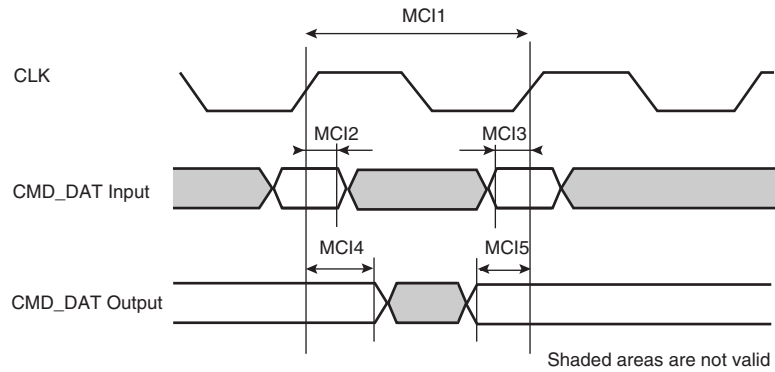 MCI1
CLK
MCI2
MCI3
CMD_DAT Input
MCI4
MCI5
CMD_DAT Output
Shaded areas are not valid